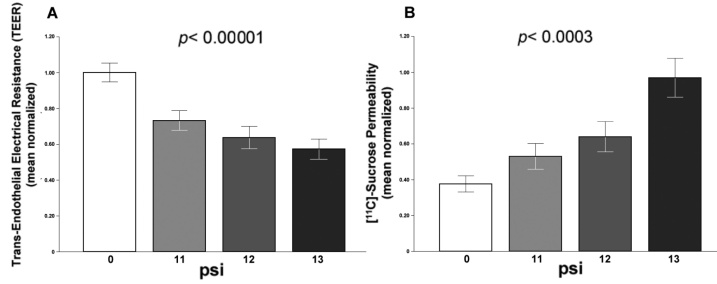 A
p< 0.00001
Trans-Endothelial Electrical Resistance (TEER)
(mean normalized)
1.20
1.00
0.80
0.60
0.40
0.20
0
0 11 12 13
psi
B
p< 0.0003
[¹¹C]-Sucrose Permeability
(mean normalized)
1.20
1.00
0.80
0.60
0.40
0.20
0
0 11 12 13
psi